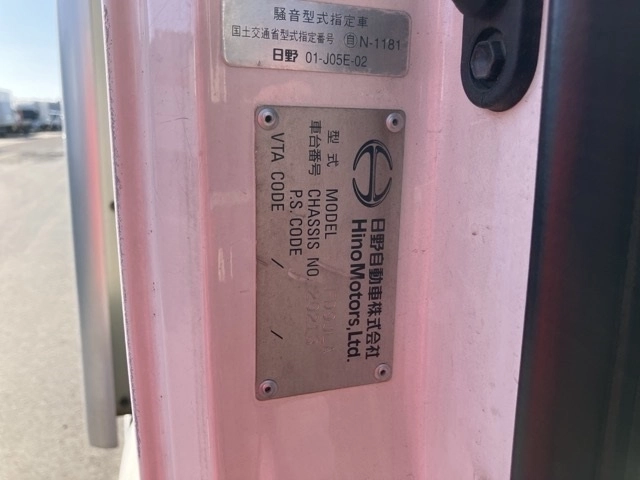 騒音型式指定車
国土交通省型式指定番号 自 N-1181
日野 01-J05E-02
日野自動車株式会社
Hino Motors, Ltd.
型式 MODEL
車台番号 CHASSIS NO.
P.S. CODE /
VTA CODE /